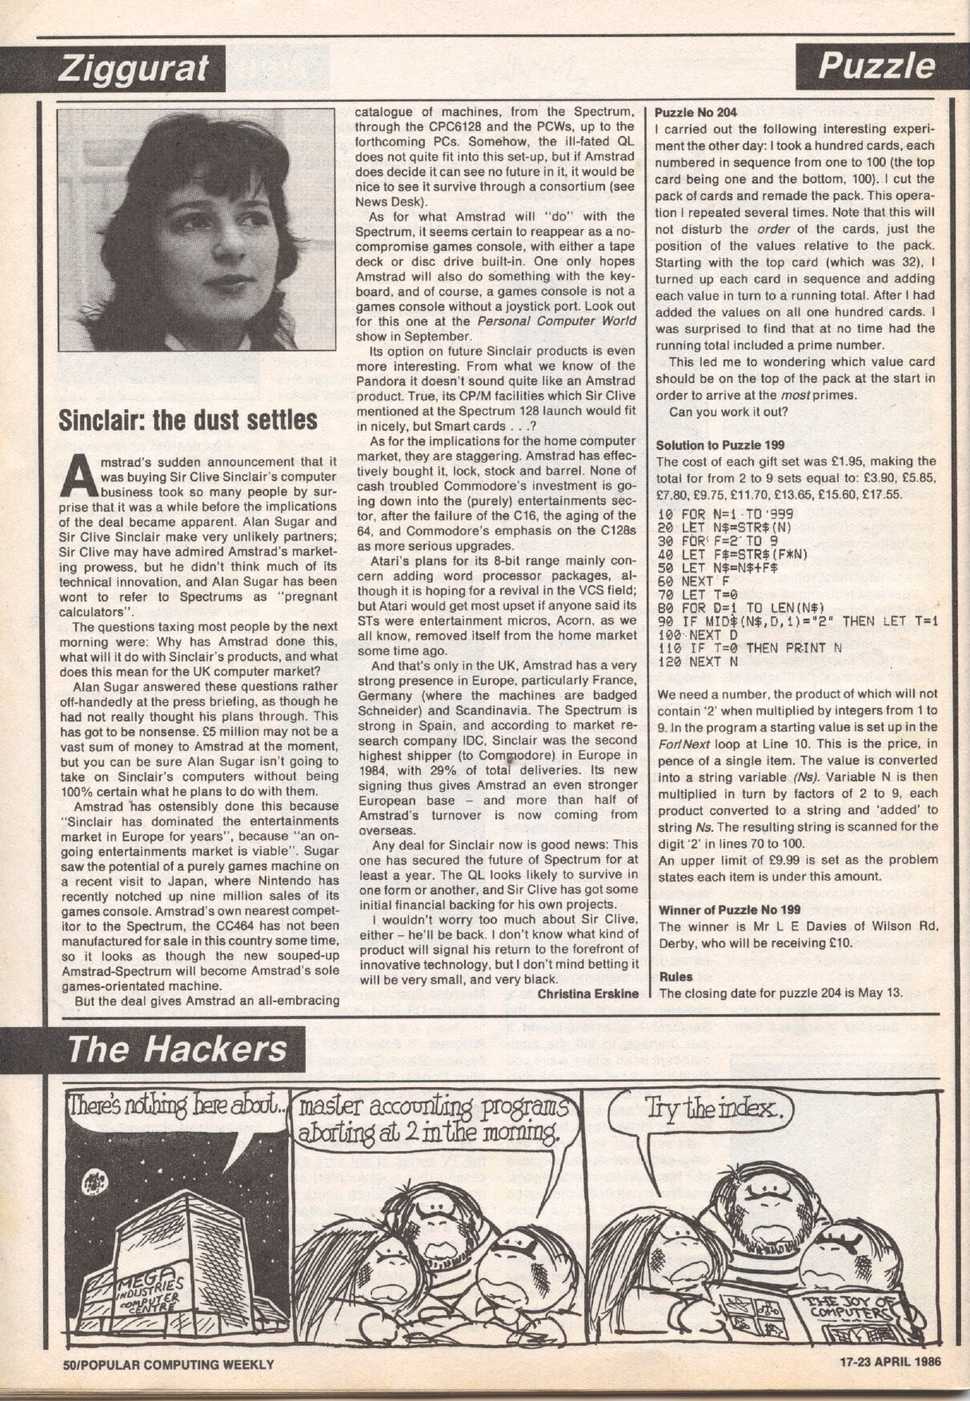 Ziggurat
Puzzle
Sinclair: the dust settles
Amstrad's sudden announcement that it
was buying Sir Clive Sinclair's computer
business took so many people by sur-
prise that it was a while before the implications
of the deal became apparent. Alan Sugar and
Sir Clive Sinclair make very unlikely partners;
Sir Clive may have admired Amstrad's market-
ing prowess, but he didn't think much of its
technical innovation, and Alan Sugar has been
wont to refer to Spectrums as "pregnant
calculators".
The questions taxing most people by the next
morning were: Why has Amstrad done this,
what will it do with Sinclair's products, and what
does this mean for the UK computer market?
Alan Sugar answered these questions rather
off-handedly at the press briefing, as though he
had not really thought his plans through. This
has got to be nonsense. £5 million may not be a
vast sum of money to Amstrad at the moment,
but you can be sure Alan Sugar isn't going to
take on Sinclair's computers without being
100% certain what he plans to do with them.
Amstrad has ostensibly done this because
"Sinclair has dominated the entertainments
market in Europe for years", because "an on-
going entertainments market is viable". Sugar
saw the potential of a purely games machine on
a recent visit to Japan, where Nintendo has
recently notched up nine million sales of its
games console. Amstrad's own nearest compet-
itor to the Spectrum, the CC464 has not been
manufactured for sale in this country some time,
so it looks as though the new souped-up
Amstrad-Spectrum will become Amstrad's sole
games-orientated machine.
But the deal gives Amstrad an all-embracing
catalogue of machines, from the Spectrum,
through the CPC6128 and the PCWs, up to the
forthcoming PCs. Somehow, the ill-fated QL
does not quite fit into this set-up, but if Amstrad
does decide it can see no future in it, it would be
nice to see it survive through a consortium (see
News Desk).
As for what Amstrad will "do" with the
Spectrum, it seems certain to reappear as a no-
compromise games console, with either a tape
deck or disc drive built-in. One only hopes
Amstrad will also do something with the key-
board, and of course, a games console is not a
games console without a joystick port. Look out
for this one at the Personal Computer World
show in September.
Its option on future Sinclair products is even
more interesting. From what we know of the
Pandora it doesn't sound quite like an Amstrad
product. True, its CP/M facilities which Sir Clive
mentioned at the Spectrum 128 launch would fit
in nicely, but Smart cards . . .?
As for the implications for the home computer
market, they are staggering. Amstrad has effec-
tively bought it, lock, stock and barrel. None of
cash troubled Commodore's investment is go-
ing down into the (purely) entertainments sec-
tor, after the failure of the C16, the aging of the
64, and Commodore's emphasis on the C128s
as more serious upgrades.
Atari's plans for its 8-bit range mainly con-
cern adding word processor packages, al-
though it is hoping for a revival in the VCS field;
but Atari would get most upset if anyone said its
STs were entertainment micros, Acorn, as we
all know, removed itself from the home market
some time ago.
And that's only in the UK, Amstrad has a very
strong presence in Europe, particularly France,
Germany (where the machines are badged
Schneider) and Scandinavia. The Spectrum is
strong in Spain, and according to market re-
search company IDC, Sinclair was the second
highest shipper (to Commodore) in Europe in
1984, with 29% of total deliveries. Its new
signing thus gives Amstrad an even stronger
European base – and more than half of
Amstrad's turnover is now coming from
overseas.
Any deal for Sinclair now is good news: This
one has secured the future of Spectrum for at
least a year. The QL looks likely to survive in
one form or another, and Sir Clive has got some
initial financial backing for his own projects.
I wouldn't worry too much about Sir Clive,
either – he'll be back. I don't know what kind of
product will signal his return to the forefront of
innovative technology, but I don't mind betting it
will be very small, and very black.
Christina Erskine
Puzzle No 204
I carried out the following interesting experi-
ment the other day: I took a hundred cards, each
numbered in sequence from one to 100 (the top
card being one and the bottom, 100). I cut the
pack of cards and remade the pack. This opera-
tion I repeated several times. Note that this will
not disturb the order of the cards, just the
position of the values relative to the pack.
Starting with the top card (which was 32), I
turned up each card in sequence and adding
each value in turn to a running total. After I had
added the values on all one hundred cards. I
was surprised to find that at no time had the
running total included a prime number.
This led me to wondering which value card
should be on the top of the pack at the start in
order to arrive at the most primes.
Can you work it out?
Solution to Puzzle 199
The cost of each gift set was £1.95, making the
total for from 2 to 9 sets equal to: £3.90, £5.85,
£7.80, £9.75, £11.70, £13.65, £15.60, £17.55.
10 FOR N=1 TO 999
20 LET N$=STR$(N)
30 FOR F=2 TO 9
40 LET F$=STR$(F*N)
50 LET N$=N$+F$
60 NEXT F
70 LET T=0
80 FOR D=1 TO LEN(N$)
90 IF MID$(N$,D,1)="2" THEN LET T=1
100 NEXT D
110 IF T=0 THEN PRINT N
120 NEXT N
We need a number, the product of which will not
contain '2' when multiplied by integers from 1 to
9. In the program a starting value is set up in the
For/Next loop at Line 10. This is the price, in
pence of a single item. The value is converted
into a string variable (Ns). Variable N is then
multiplied in turn by factors of 2 to 9, each
product converted to a string and 'added' to
string Ns. The resulting string is scanned for the
digit '2' in lines 70 to 100.
An upper limit of £9.99 is set as the problem
states each item is under this amount.
Winner of Puzzle No 199
The winner is Mr L E Davies of Wilson Rd,
Derby, who will be receiving £10.
Rules
The closing date for puzzle 204 is May 13.
The Hackers
There's nothing here about..
master accounting programs
aborting at 2 in the morning.
Try the index.
MEGA
INDUSTRIES
COMPUTER
CENTRE
THE JOY OF
COMPUTERS
50/POPULAR COMPUTING WEEKLY
17-23 APRIL 1986